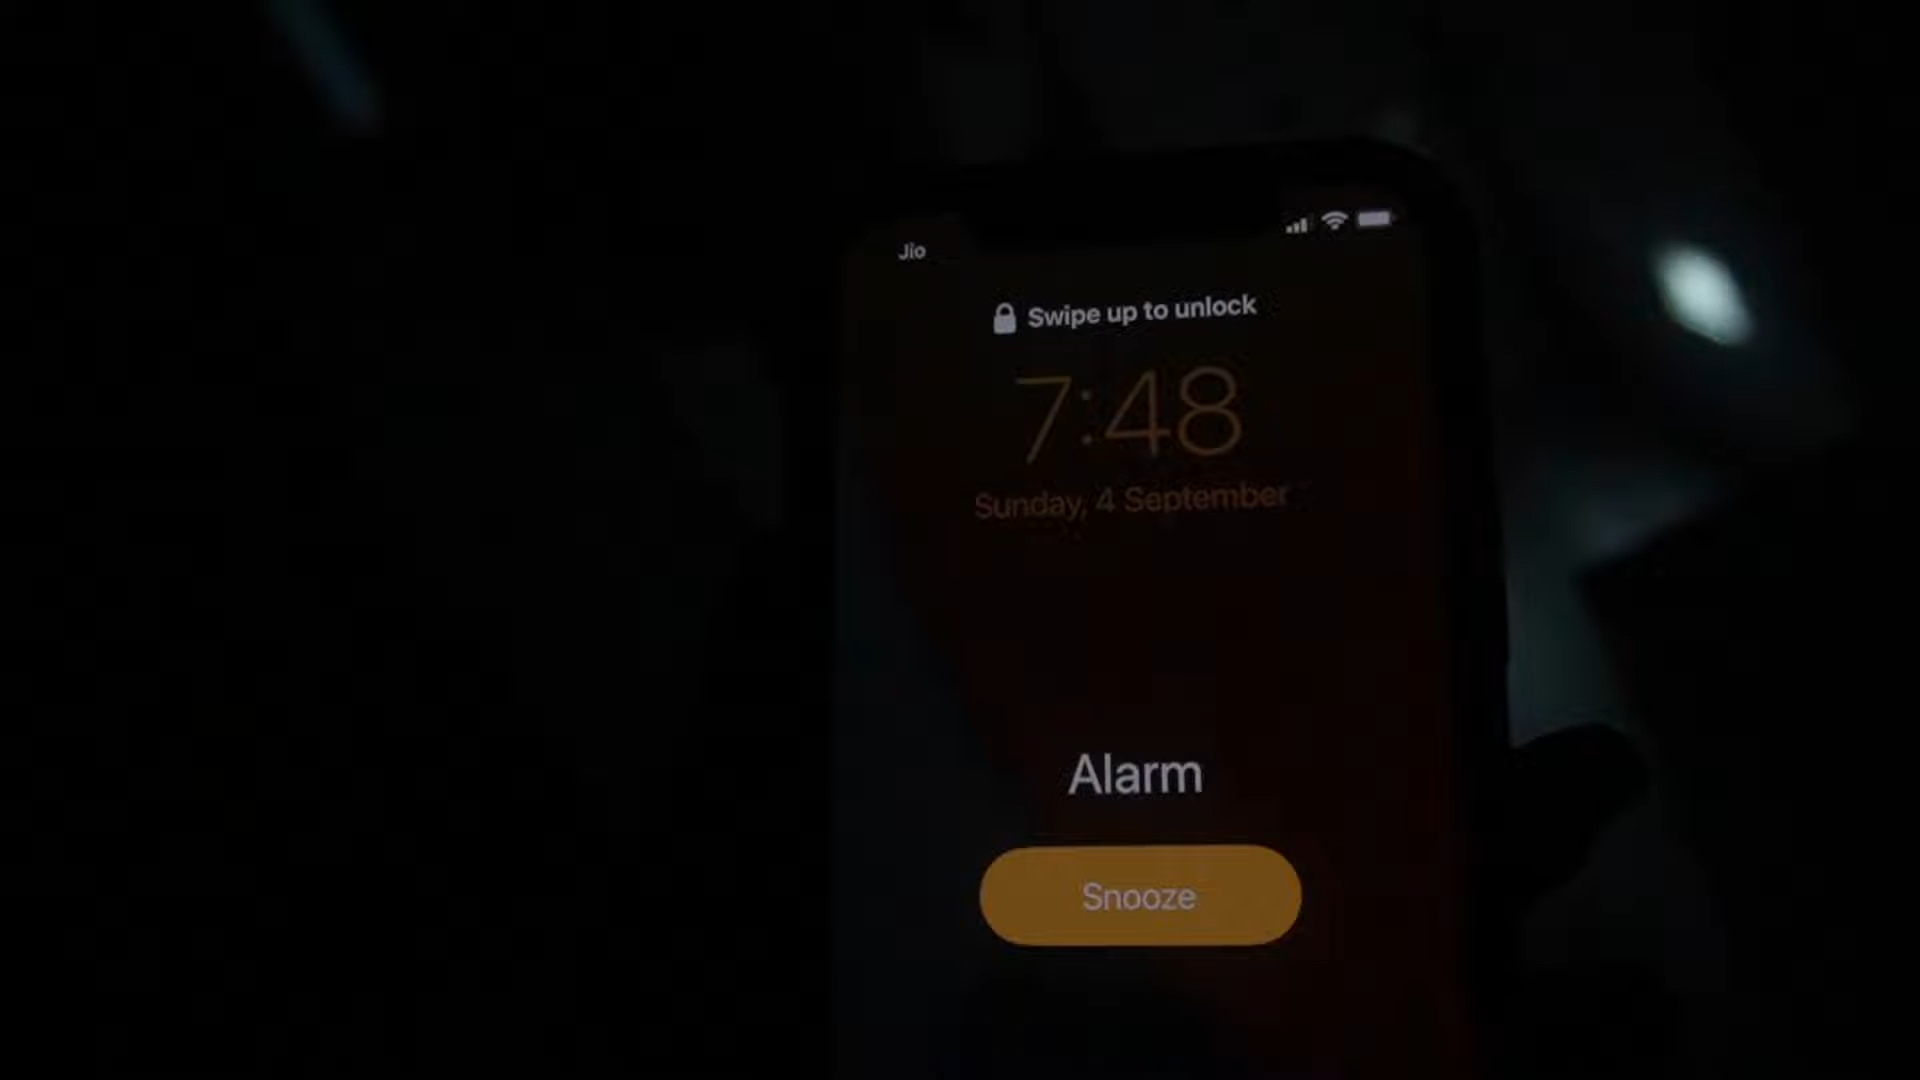 Jio
Swipe up to unlock
7:48
Sunday, 4 September
Alarm
Snooze